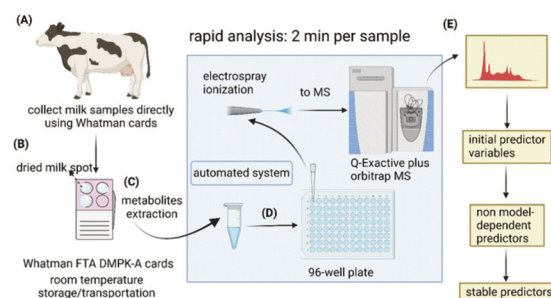 (A)
collect milk samples directly
using Whatman cards
(B)
dried milk spot
(C)
metabolites
extraction
Whatman FTA DMPK-A cards
room temperature
storage/transportation
rapid analysis: 2 min per sample
electrospray
ionization
to MS
Q-Exactive plus
orbitrap MS
automated system
(D)
96-well plate
(E)
initial predictor
variables
non model-
dependent
predictors
stable predictors